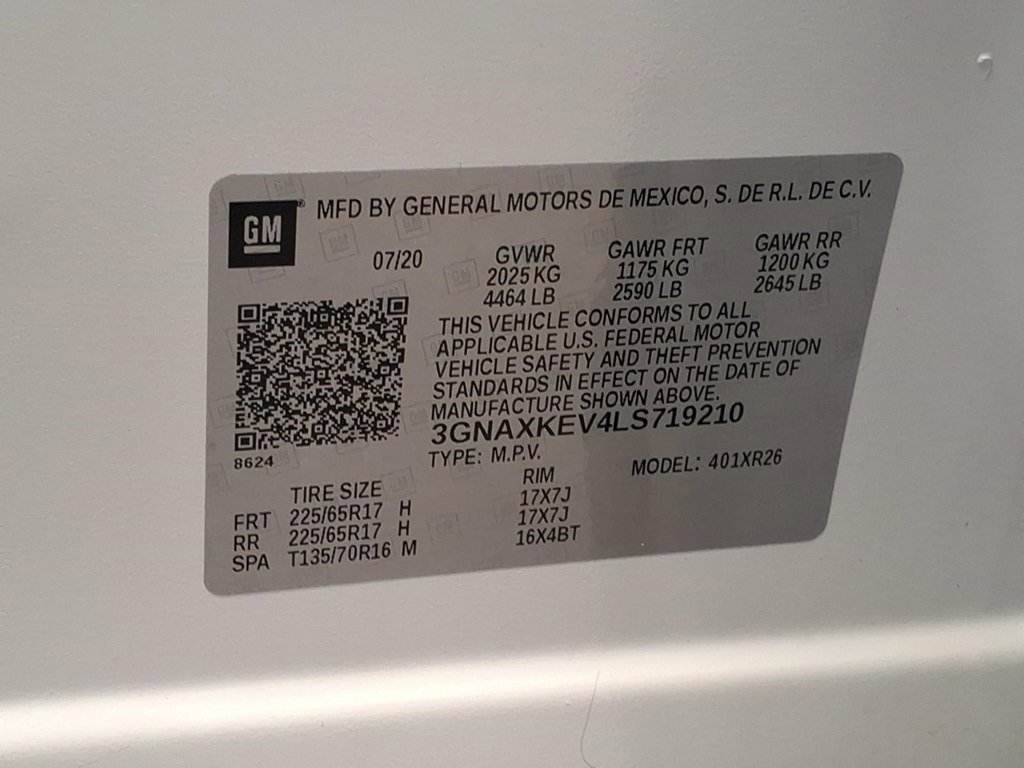 GM® MFD BY GENERAL MOTORS DE MEXICO, S. DE R.L. DE C.V.
07/20 GVWR GAWR FRT GAWR RR
2025 KG 1175 KG 1200 KG
4464 LB 2590 LB 2645 LB
THIS VEHICLE CONFORMS TO ALL
APPLICABLE U.S. FEDERAL MOTOR
VEHICLE SAFETY AND THEFT PREVENTION
STANDARDS IN EFFECT ON THE DATE OF
MANUFACTURE SHOWN ABOVE.
3GNAXKEV4LS719210
8624 TYPE: M.P.V. MODEL: 401XR26
TIRE SIZE RIM
FRT 225/65R17 H 17X7J
RR 225/65R17 H 17X7J
SPA T135/70R16 M 16X4BT